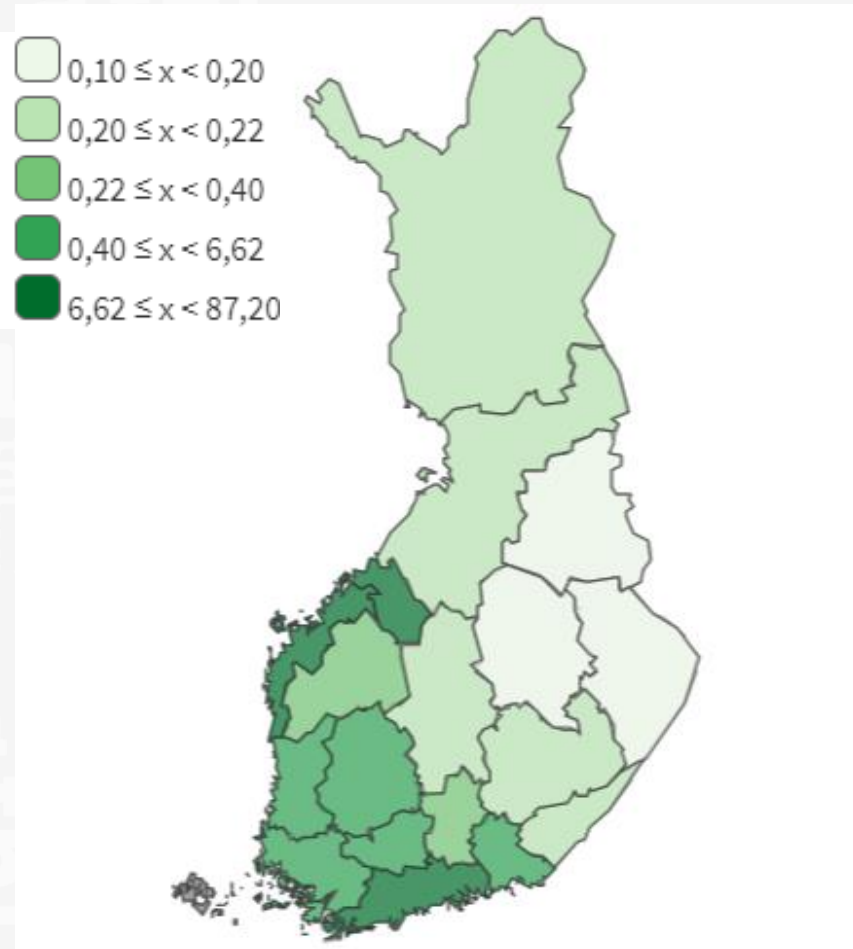 0,10 ≤ x < 0,20
0,20 ≤ x < 0,22
0,22 ≤ x < 0,40
0,40 ≤ x < 6,62
6,62 ≤ x < 87,20